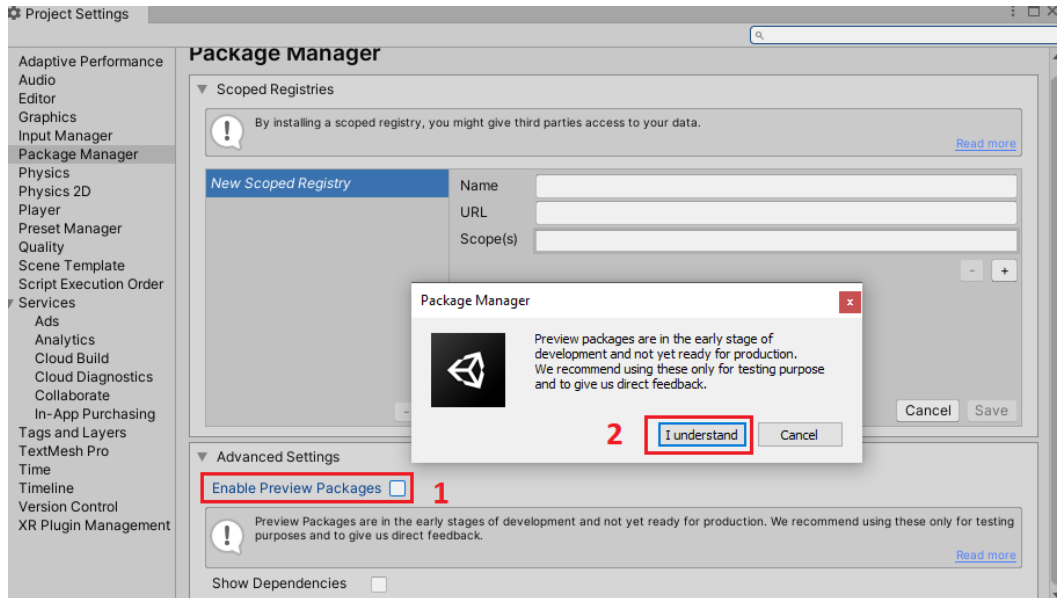 Project Settings
Adaptive Performance
Audio
Editor
Graphics
Input Manager
Package Manager
Physics
Physics 2D
Player
Preset Manager
Quality
Scene Template
Script Execution Order
Services
Ads
Analytics
Cloud Build
Cloud Diagnostics
Collaborate
In-App Purchasing
Tags and Layers
TextMesh Pro
Time
Timeline
Version Control
XR Plugin Management
Package Manager
Scoped Registries
By installing a scoped registry, you might give third parties access to your data.
Read more
New Scoped Registry
Name
URL
Scope(s)
- +
Package Manager
x
Preview packages are in the early stage of
development and not yet ready for production.
We recommend using these only for testing purpose
and to give us direct feedback.
2
I understand Cancel
-
Cancel Save
Advanced Settings
Enable Preview Packages
1
Preview Packages are in the early stages of development and not yet ready for production. We recommend using these only for testing
purposes and to give us direct feedback.
Read more
Show Dependencies